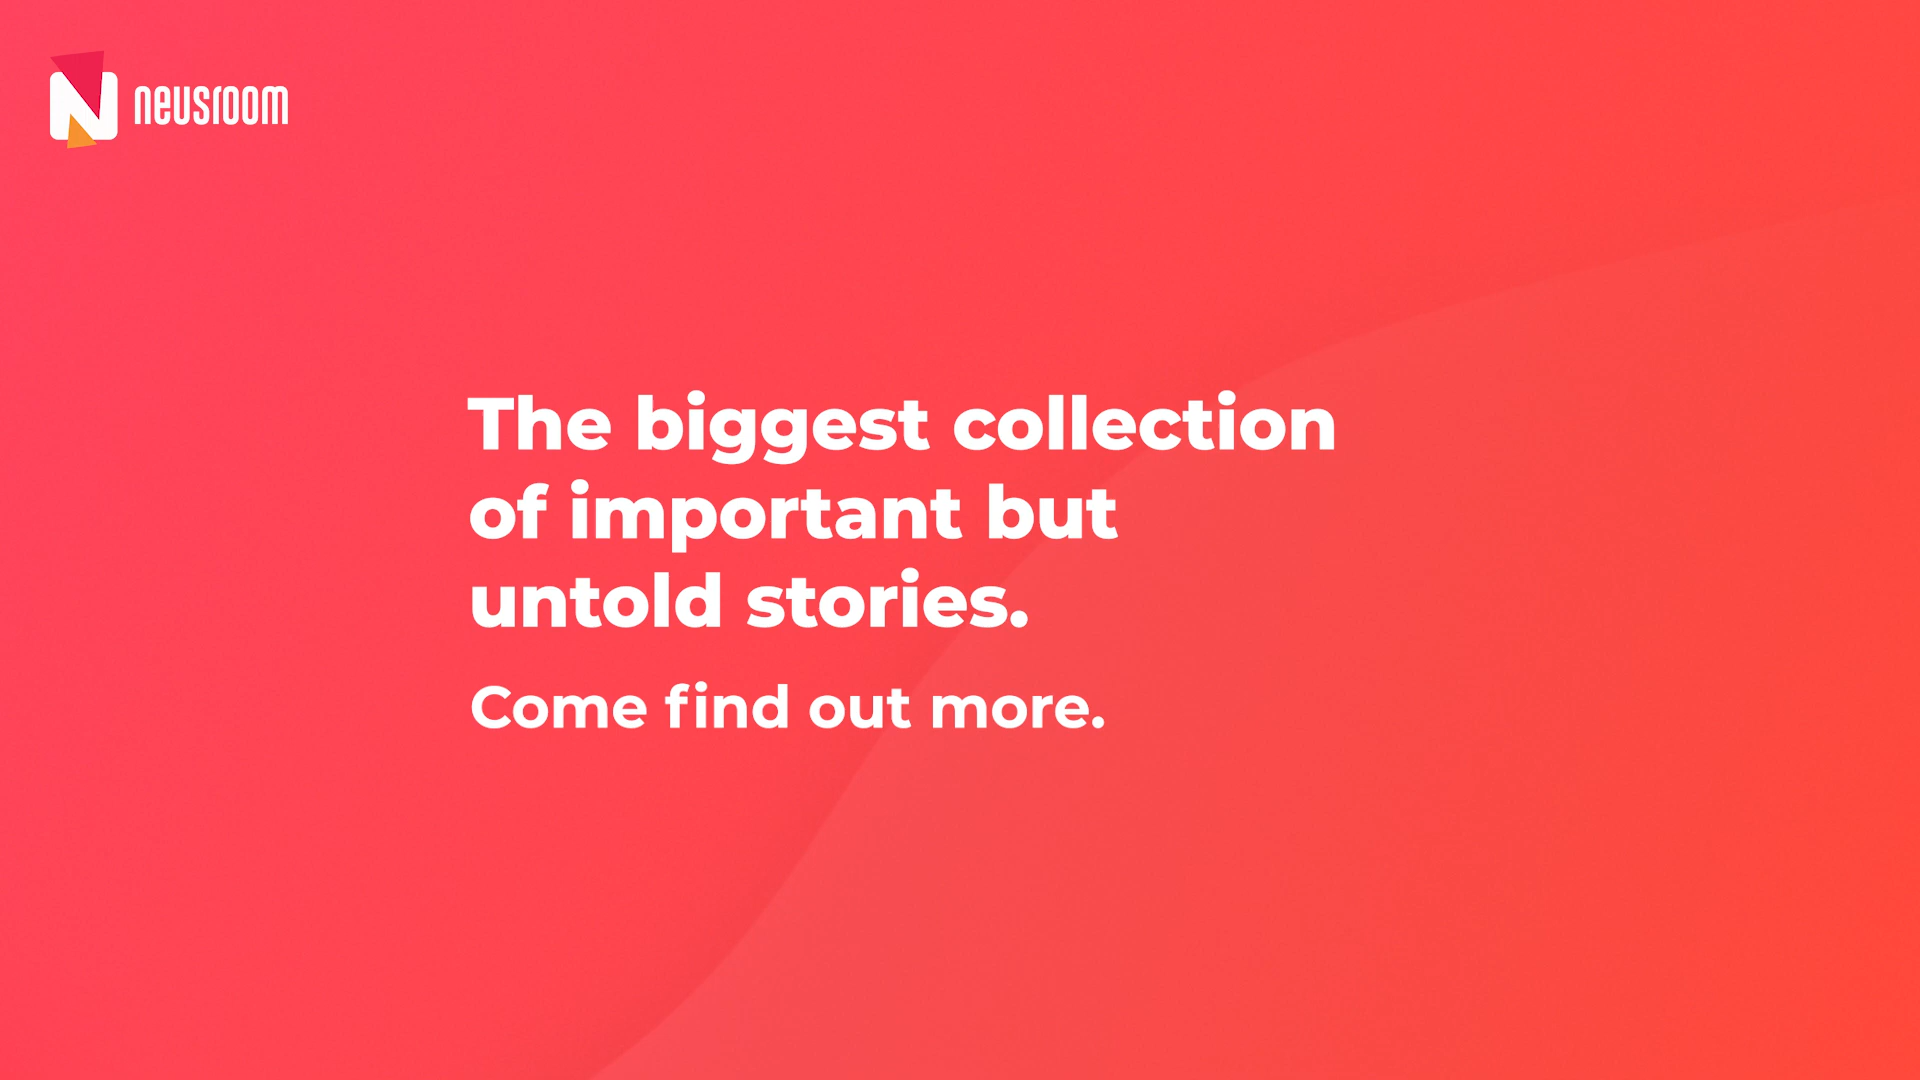 neusroom
The biggest collection
of important but
untold stories.
Come find out more.